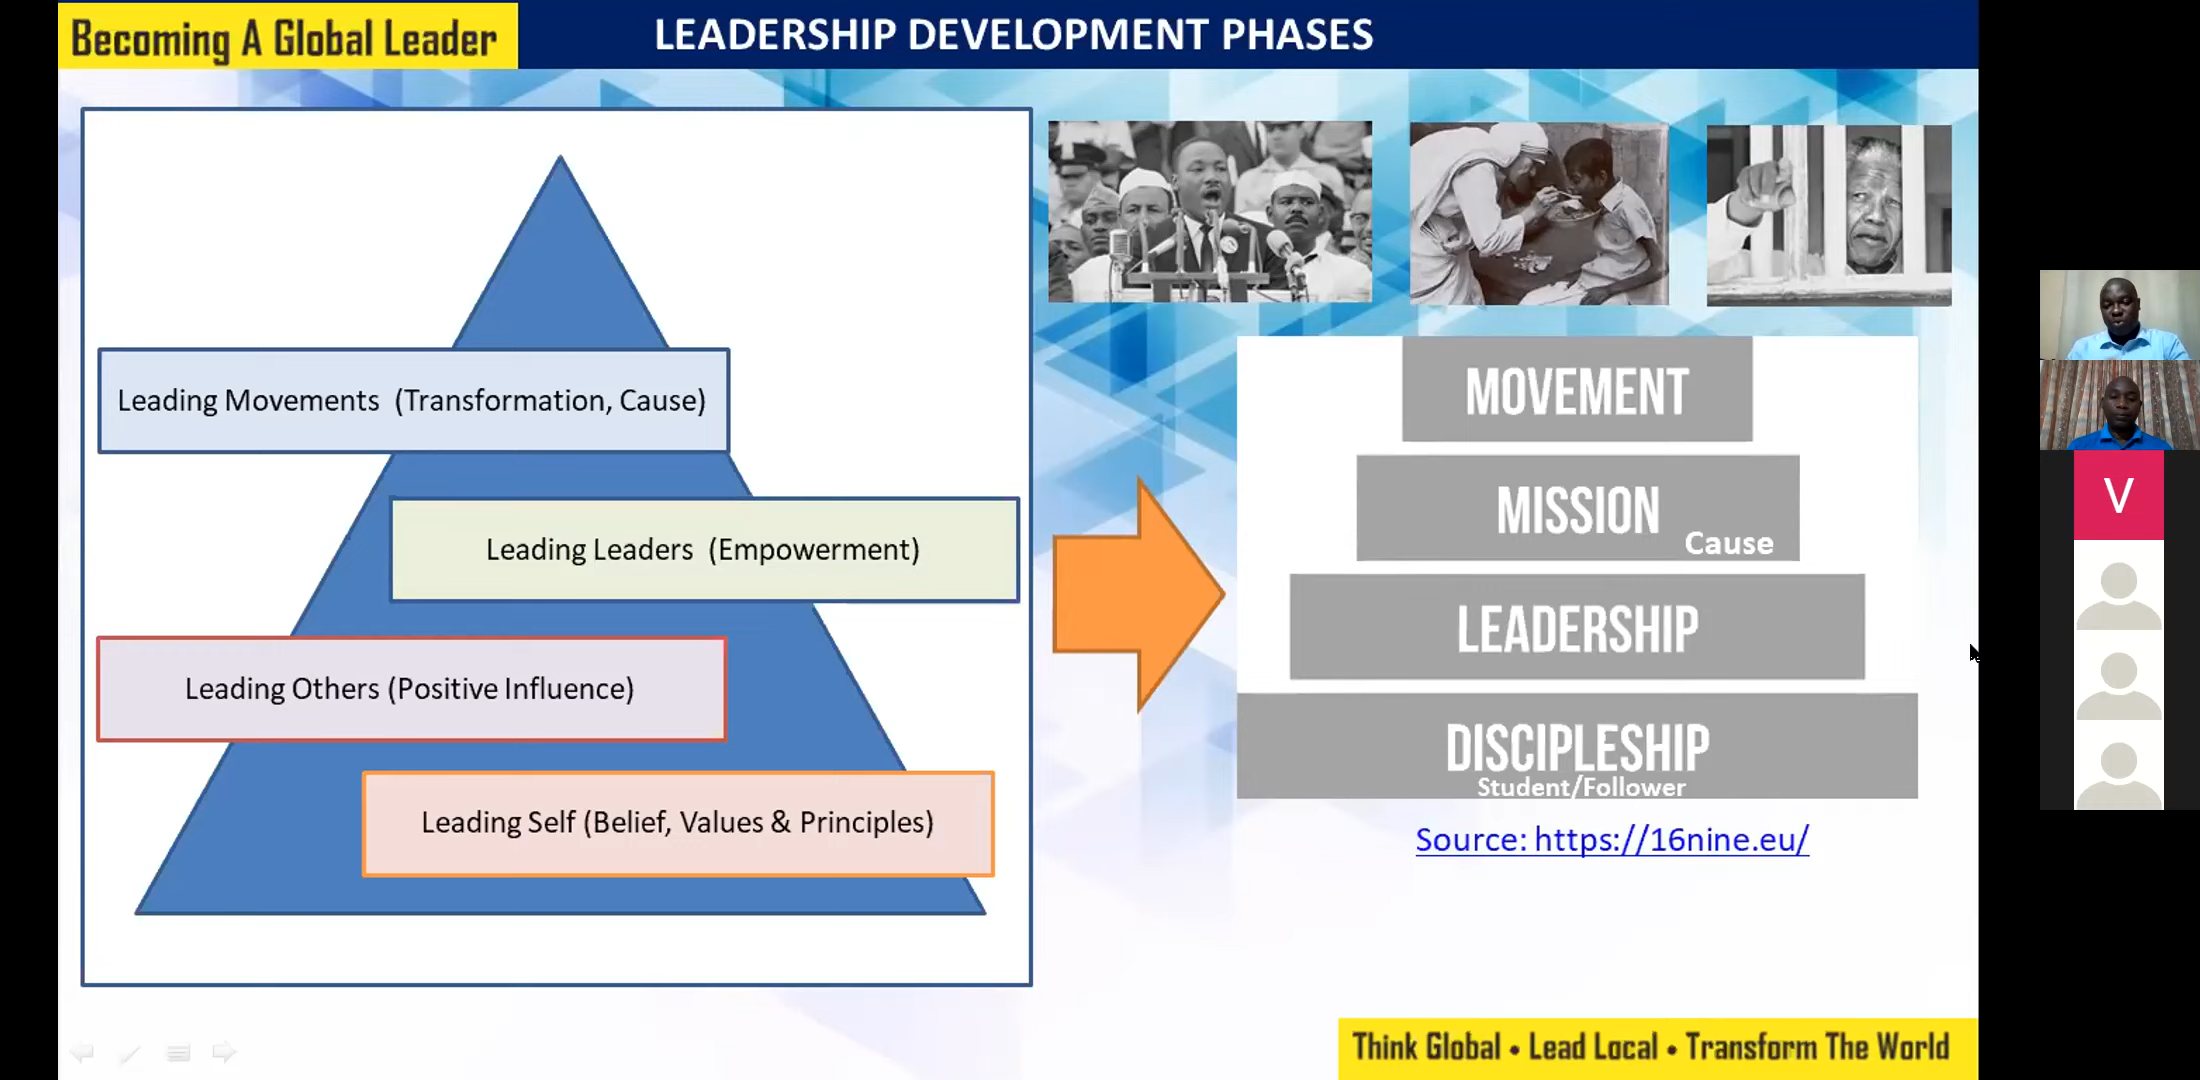 Becoming A Global Leader
LEADERSHIP DEVELOPMENT PHASES
Leading Movements (Transformation, Cause)
Leading Leaders (Empowerment)
Leading Others (Positive Influence)
Leading Self (Belief, Values & Principles)
MOVEMENT
MISSION
Cause
LEADERSHIP
DISCIPLESHIP
Student/Follower
Source: https://16nine.eu/
V
Think Global • Lead Local • Transform The World